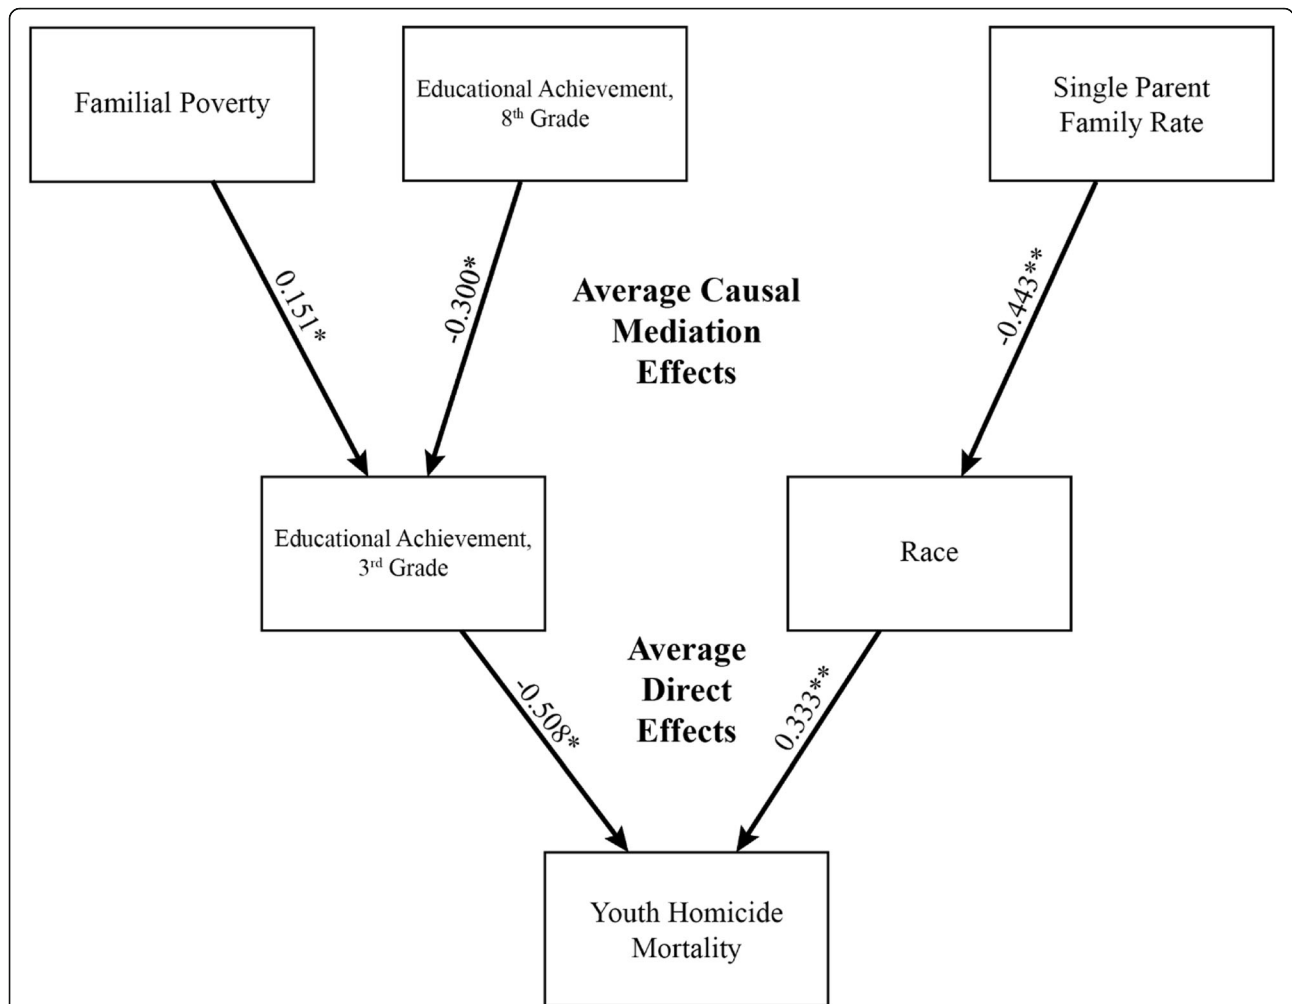 Familial Poverty
Educational Achievement,
8th Grade
Single Parent
Family Rate
0.151*
-0.300*
Average Causal
Mediation
Effects
-0.443**
Educational Achievement,
3rd Grade
Race
-0.508*
Average
Direct
Effects
0.333**
Youth Homicide
Mortality